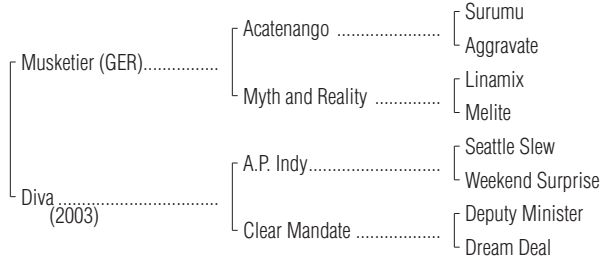 Surumu
Acatenango .................
Aggravate
Musketier (GER)...............
Linamix
Myth and Reality .............
Melite
Seattle Slew
A.P. Indy.....................
Weekend Surprise
Diva ................................
(2003)
Deputy Minister
Clear Mandate .................
Dream Deal